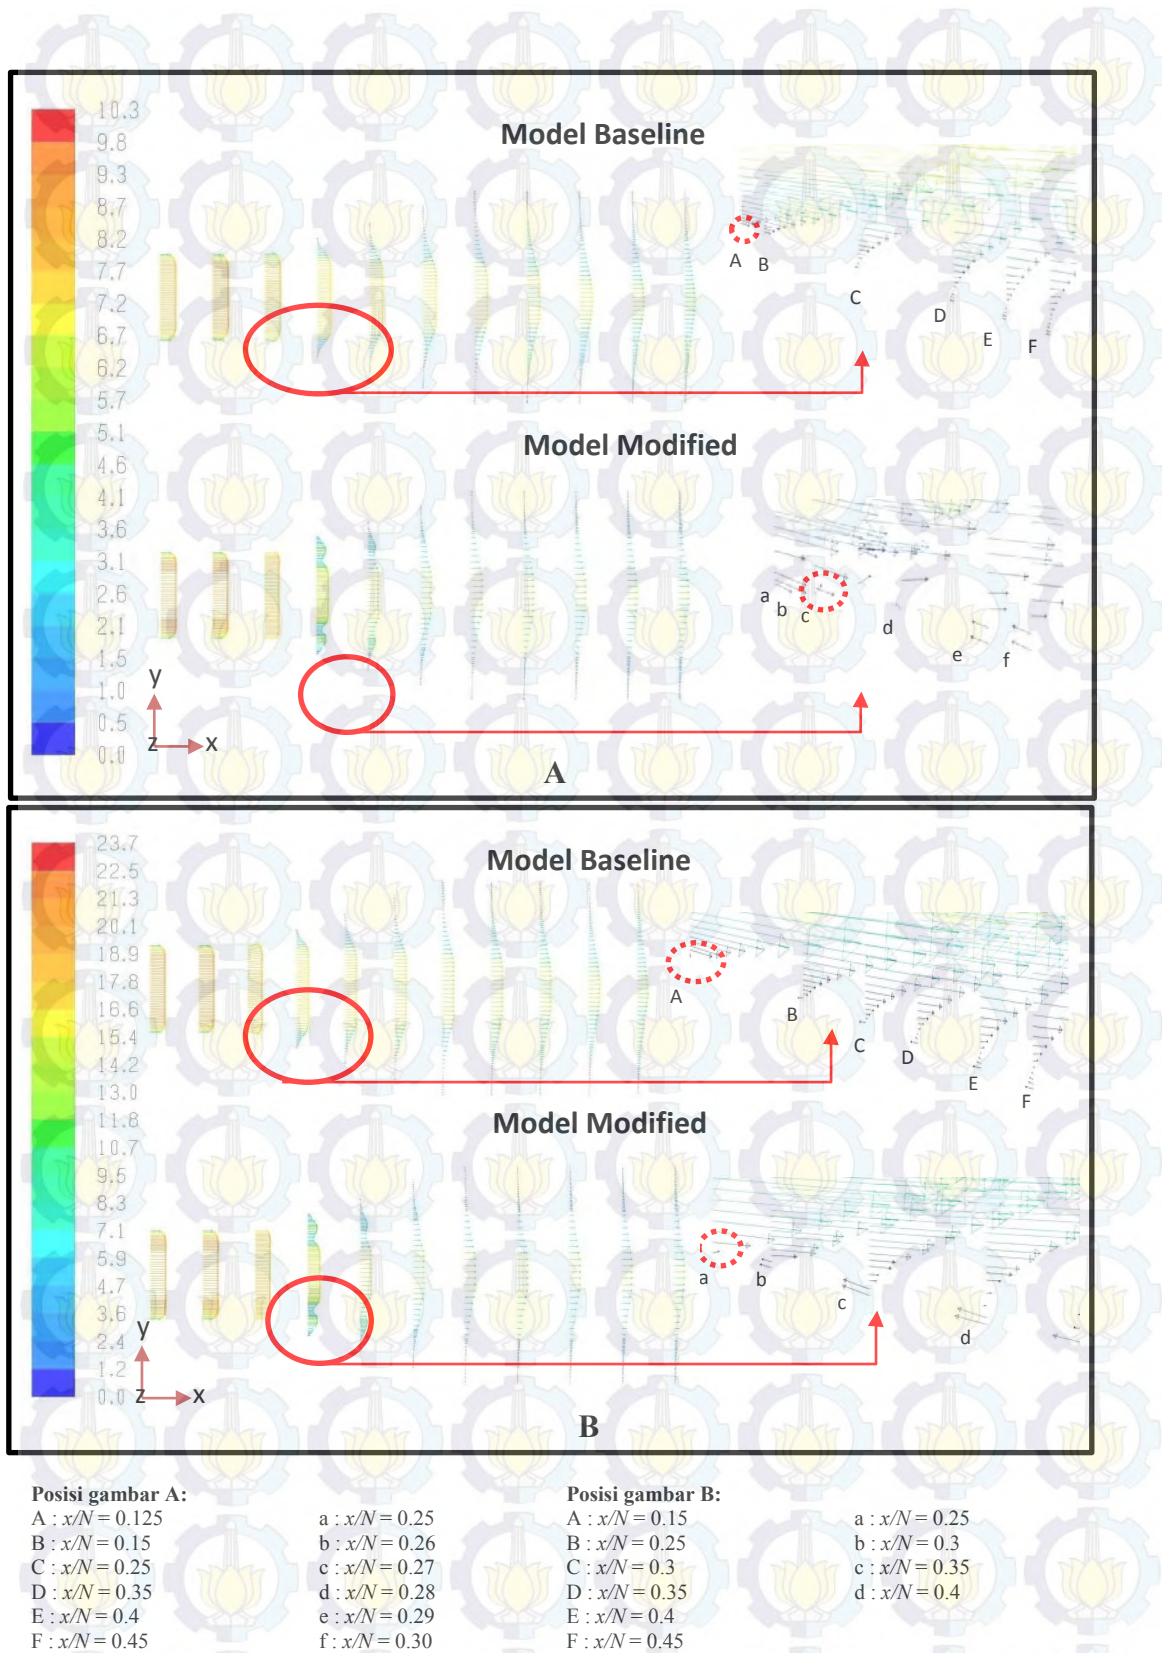 Model Baseline
10.3
9.8
9.3
8.7
8.2
7.7
7.2
6.7
6.2
5.7
5.1
4.6
4.1
3.6
3.1
2.6
2.1
1.5
1.0
0.5
0.0
A
B
C
D
E
F
Model Modified
a
b
c
d
e
f
y
z
x
A
Model Baseline
23.7
22.5
21.3
20.1
18.9
17.8
16.6
15.4
14.2
13.0
11.8
10.7
9.5
8.3
7.1
5.9
4.7
3.6
2.4
1.2
0.0
A
B
C
D
E
F
Model Modified
a
b
c
d
y
z
x
B
Posisi gambar A:
A : x/N = 0.125
B : x/N = 0.15
C : x/N = 0.25
D : x/N = 0.35
E : x/N = 0.4
F : x/N = 0.45
a : x/N = 0.25
b : x/N = 0.26
c : x/N = 0.27
d : x/N = 0.28
e : x/N = 0.29
f : x/N = 0.30
Posisi gambar B:
A : x/N = 0.15
B : x/N = 0.25
C : x/N = 0.3
D : x/N = 0.35
E : x/N = 0.4
F : x/N = 0.45
a : x/N = 0.25
b : x/N = 0.3
c : x/N = 0.35
d : x/N = 0.4